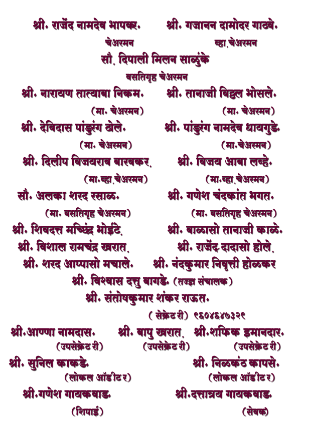 श्री. राजेंद्र नामदेव भापकर. श्री. गजानन दामोदर गाढवे.
चेअरमन व्हा.चेअरमन
सौ. दिपाली मिलन साळुंके
वसतिगृह चेअरमन
श्री. नारायण तात्याबा निकम. श्री. तानाजी विठ्ठल भोसले.
(मा. चेअरमन) (मा. चेअरमन)
श्री. देविदास पांडुरंग ढोले. श्री. पांडुरंग नामदेव थावगुडे.
(मा. चेअरमन) (मा.चेअरमन)
श्री. दिलीप विजयराव बारवकर. श्री. विजय आबा लव्हे.
(मा.व्हा.चेअरमन) (मा.व्हा.चेअरमन)
सौ. अलका शरद रसाळ. श्री. गणेश चंद्रकांत भगत.
(मा. वसतिगृह चेअरमन) (मा. वसतिगृह चेअरमन)
श्री. शिवदत्त मच्छिंद्र भोईटे. श्री. बाळासो तानाजी काळे.
श्री. विशाल रामचंद्र खरात. श्री. राजेंद्र दादासो होले.
श्री. शरद आप्पासो मचाले. श्री. नंदकुमार निवृत्ती होळकर
श्री. विश्वास दत्तु बागडे. (तज्ज्ञ संचालक)
श्री. संतोषकुमार शंकर राऊत.
( सेक्रेटरी) ९६०४६४७३२१
श्री.आण्णा नामदास. श्री. बापु खरात. श्री.शफिक इमानदार.
(उपसेक्रेटरी) (उपसेक्रेटरी) (उपसेक्रेटरी)
श्री. सुनिल काकडे. श्री. निळकंठ कापसे.
(लोकल ऑडीटर) (लोकल ऑडीटर)
श्री.गणेश गायकवाड. श्री.दत्तात्रय गायकवाड.
(शिपाई) (सेवक)